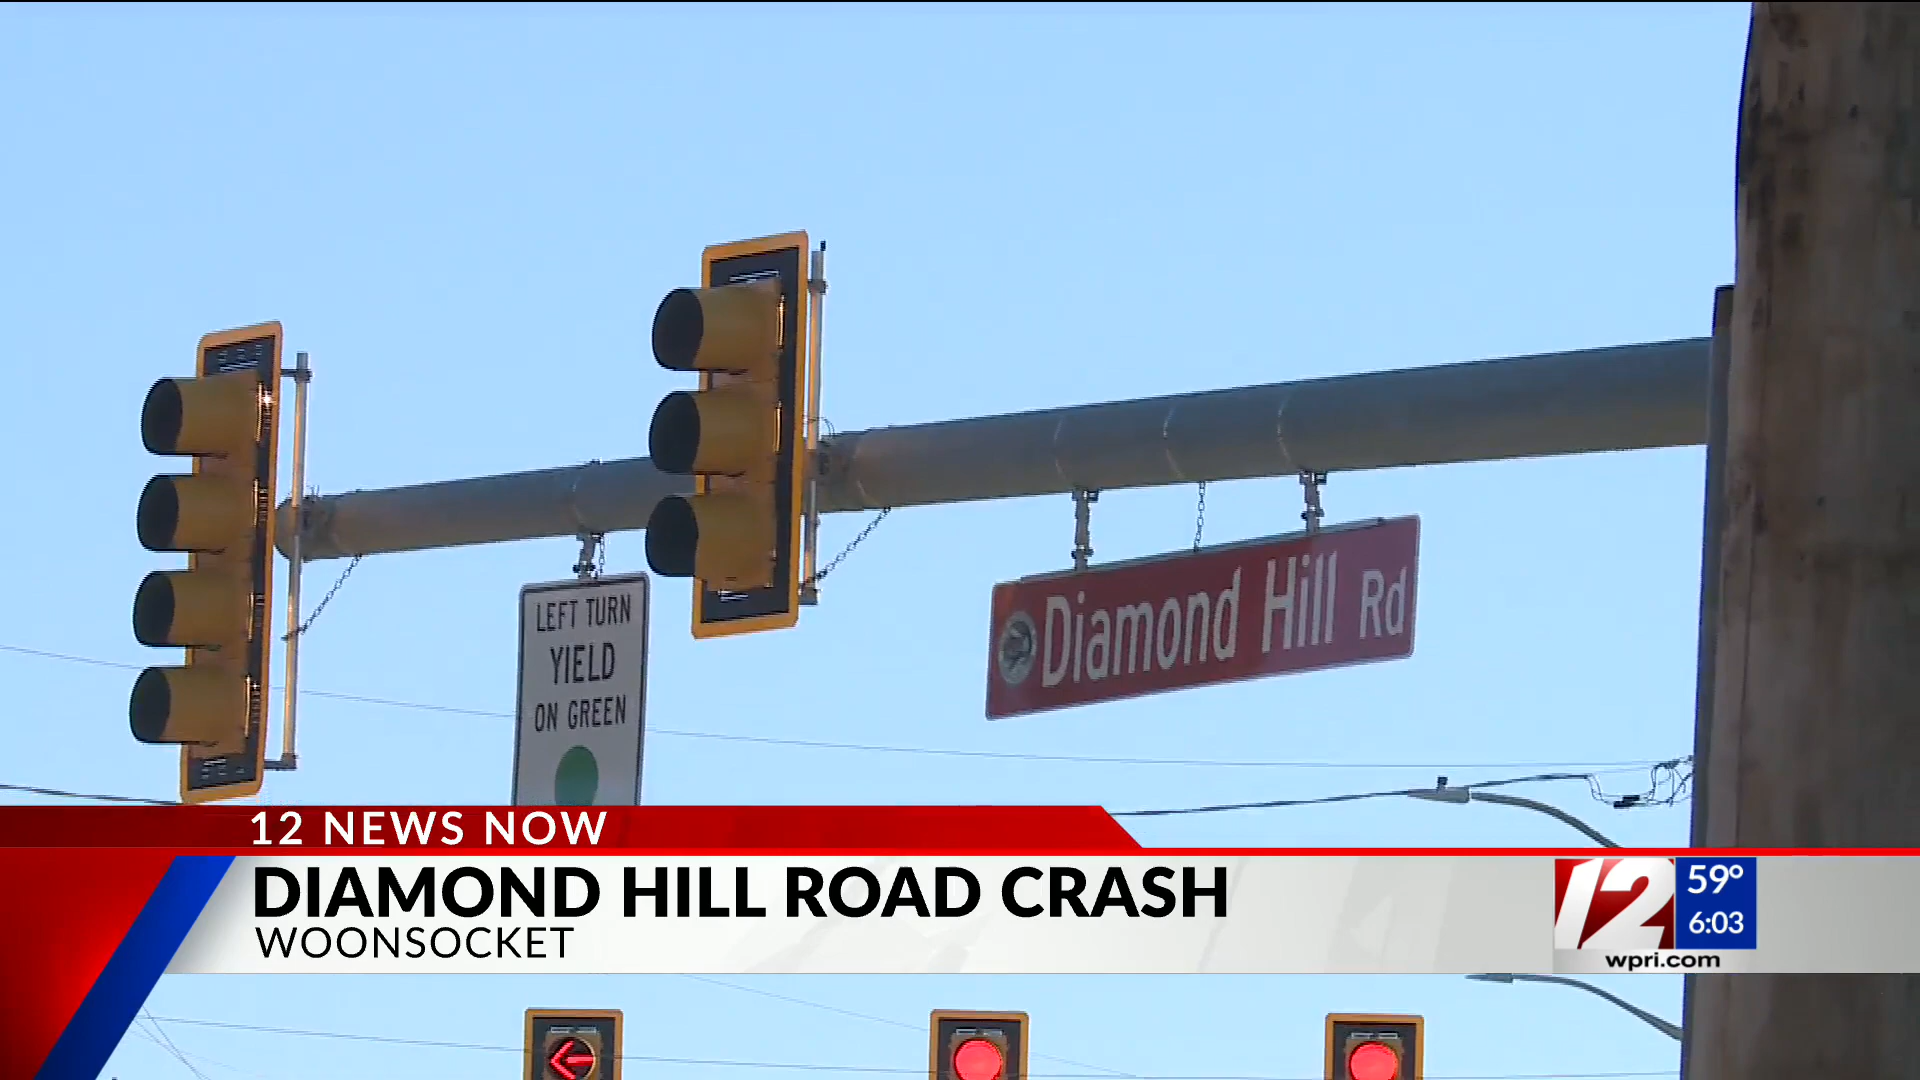 LEFT TURN
YIELD
ON GREEN
Diamond Hill Rd
12 NEWS NOW
DIAMOND HILL ROAD CRASH
WOONSOCKET
12
59°
6:03
wpri.com